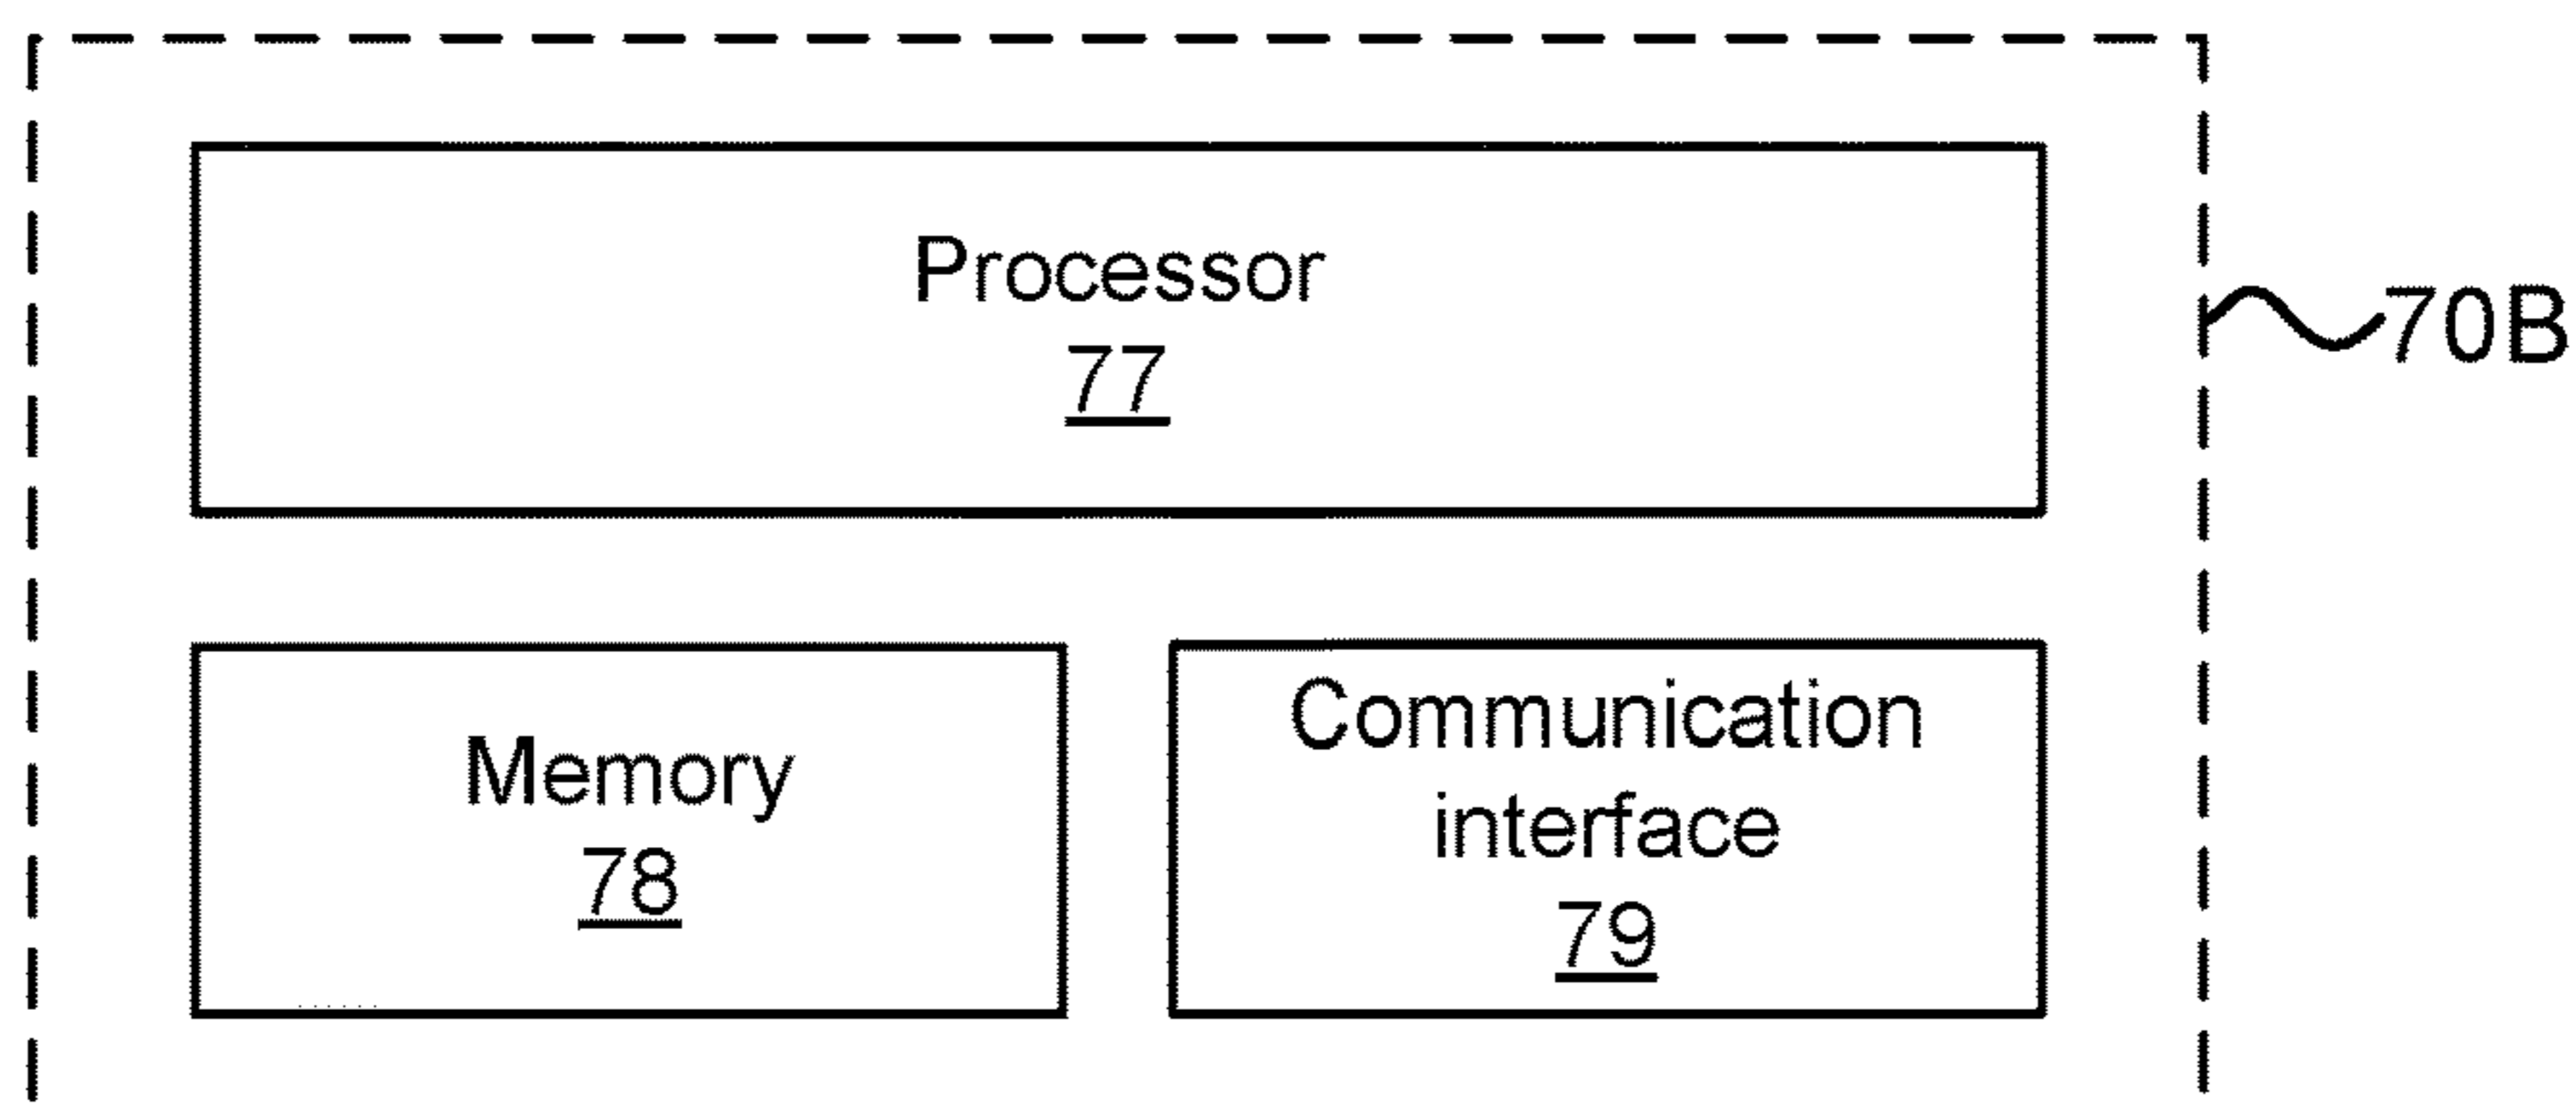 Processor
77
70B
Memory
78
Communication
interface
79